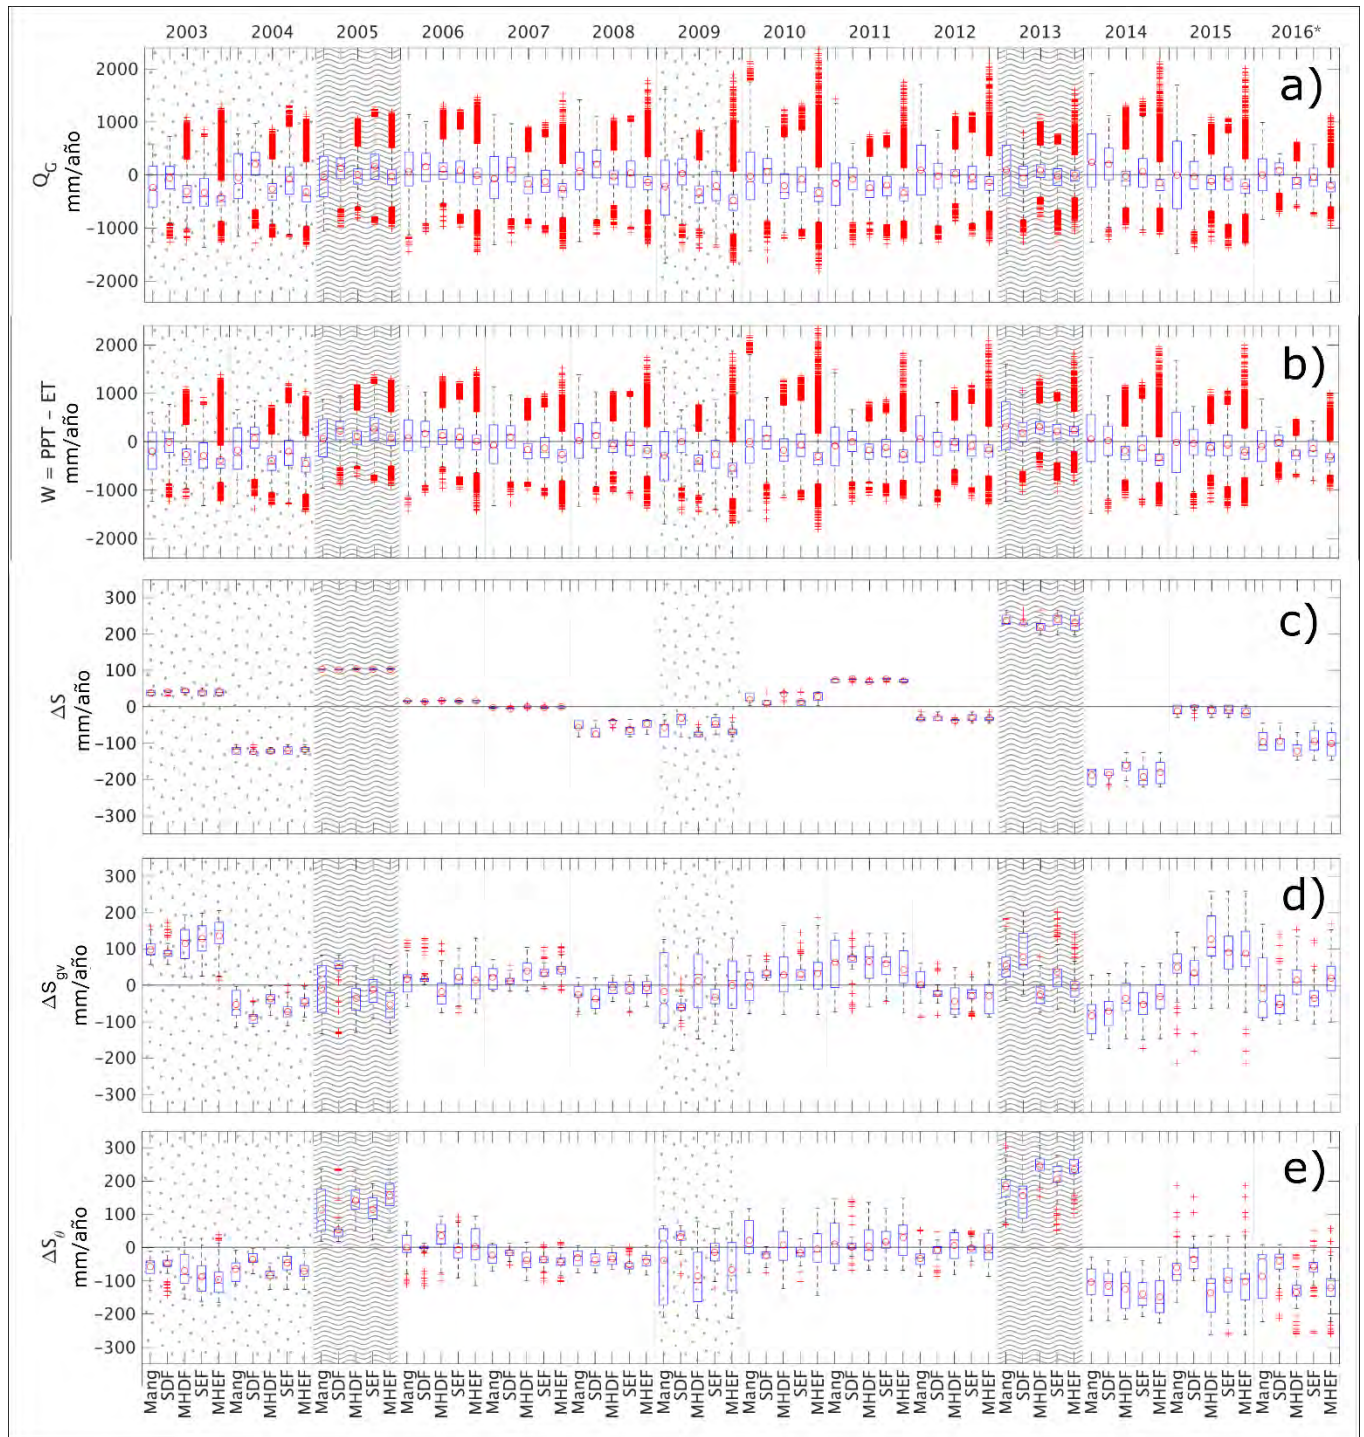 2003 2004 2005 2006 2007 2008 2009 2010 2011 2012 2013 2014 2015 2016*
a)
Q_G
mm/año
2000
1000
0
-1000
-2000
b)
W = PPT - ET
mm/año
2000
1000
0
-1000
-2000
c)
ΔS
mm/año
300
200
100
0
-100
-200
-300
d)
ΔS_gv
mm/año
300
200
100
0
-100
-200
-300
e)
ΔS_θ
mm/año
300
200
100
0
-100
-200
-300
Mang SDF MHDF SEF MHEF Mang SDF MHDF SEF MHEF Mang SDF MHDF SEF MHEF Mang SDF MHDF SEF MHEF Mang SDF MHDF SEF MHEF Mang SDF MHDF SEF MHEF Mang SDF MHDF SEF MHEF Mang SDF MHDF SEF MHEF Mang SDF MHDF SEF MHEF Mang SDF MHDF SEF MHEF Mang SDF MHDF SEF MHEF Mang SDF MHDF SEF MHEF Mang SDF MHDF SEF MHEF Mang SDF MHDF SEF MHEF